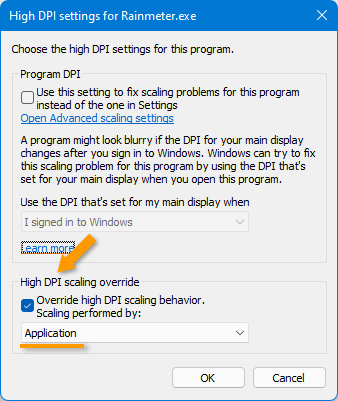 High DPI settings for Rainmeter.exe
Choose the high DPI settings for this program.
Program DPI
Use this setting to fix scaling problems for this program
instead of the one in Settings
Open Advanced scaling settings
A program might look blurry if the DPI for your main display
changes after you sign in to Windows. Windows can try to fix
this scaling problem for this program by using the DPI that's
set for your main display when you open this program.
Use the DPI that's set for my main display when
I signed in to Windows
Learn more
High DPI scaling override
Override high DPI scaling behavior.
Scaling performed by:
Application
OK
Cancel